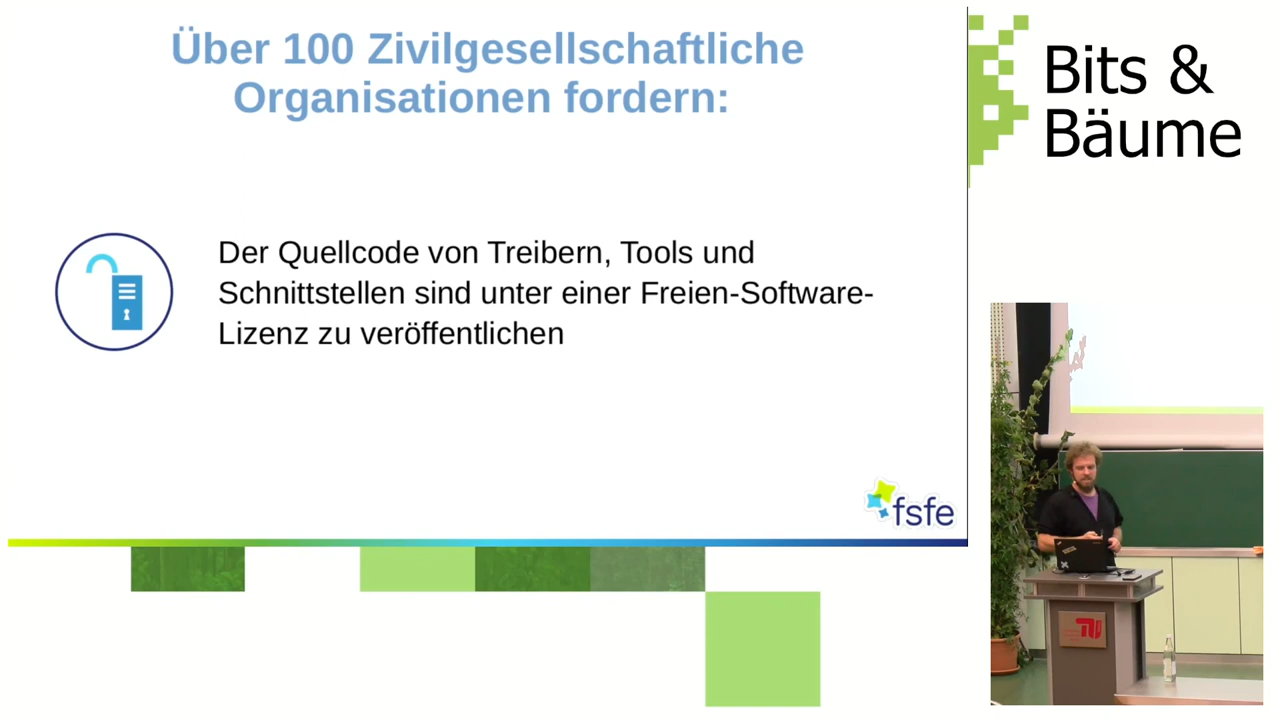 Über 100 Zivilgesellschaftliche
Organisationen fordern:
Der Quellcode von Treibern, Tools und
Schnittstellen sind unter einer Freien-Software-
Lizenz zu veröffentlichen
fsfe
Bits &
Bäume